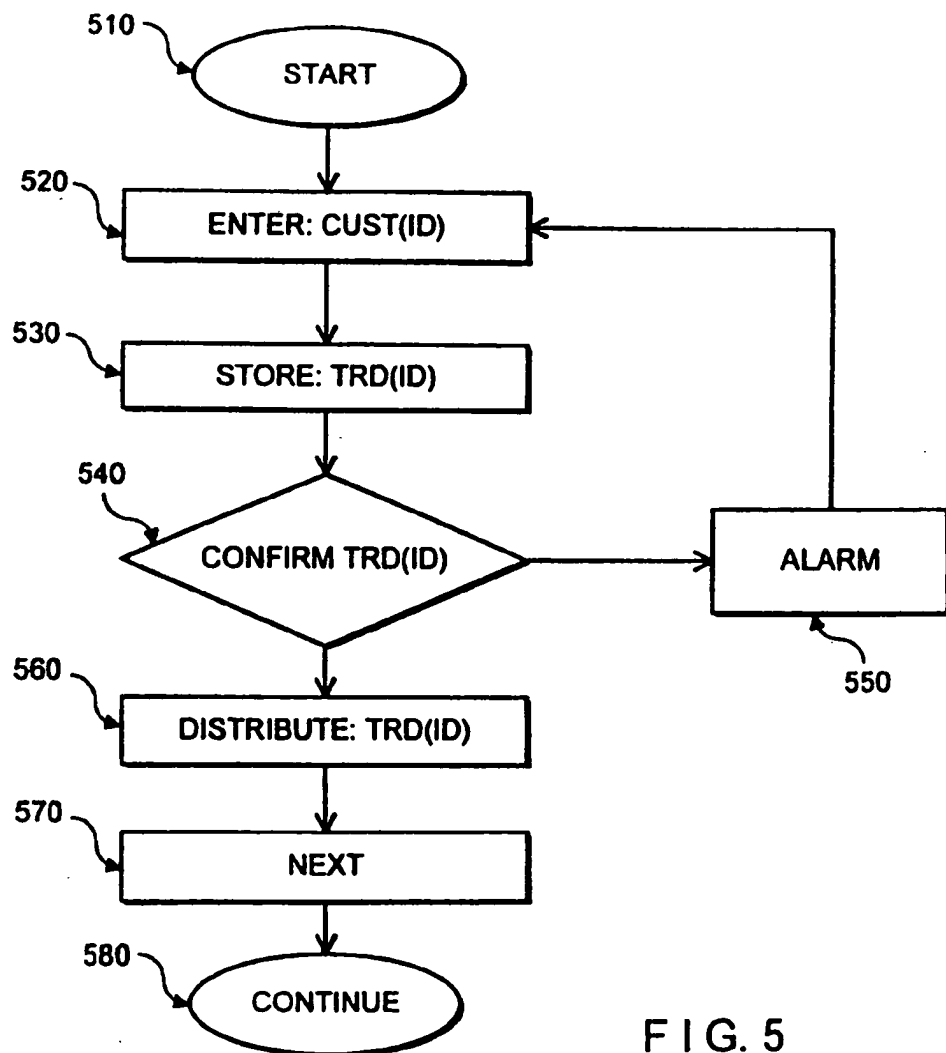 510
START
520
ENTER: CUST(ID)
530
STORE: TRD(ID)
540
CONFIRM TRD(ID)
ALARM
550
560
DISTRIBUTE: TRD(ID)
570
NEXT
580
CONTINUE
FIG. 5